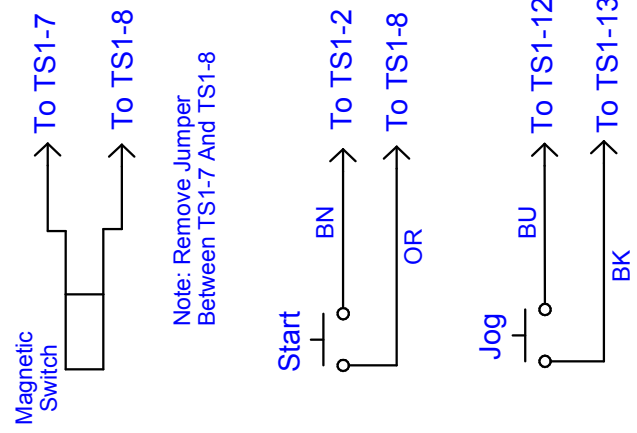 Magnetic
Switch
To TS1-7
To TS1-8
Note: Remove Jumper
Between TS1-7 And TS1-8
Start
BN
OR
To TS1-2
To TS1-8
Jog
BU
BK
To TS1-12
To TS1-13